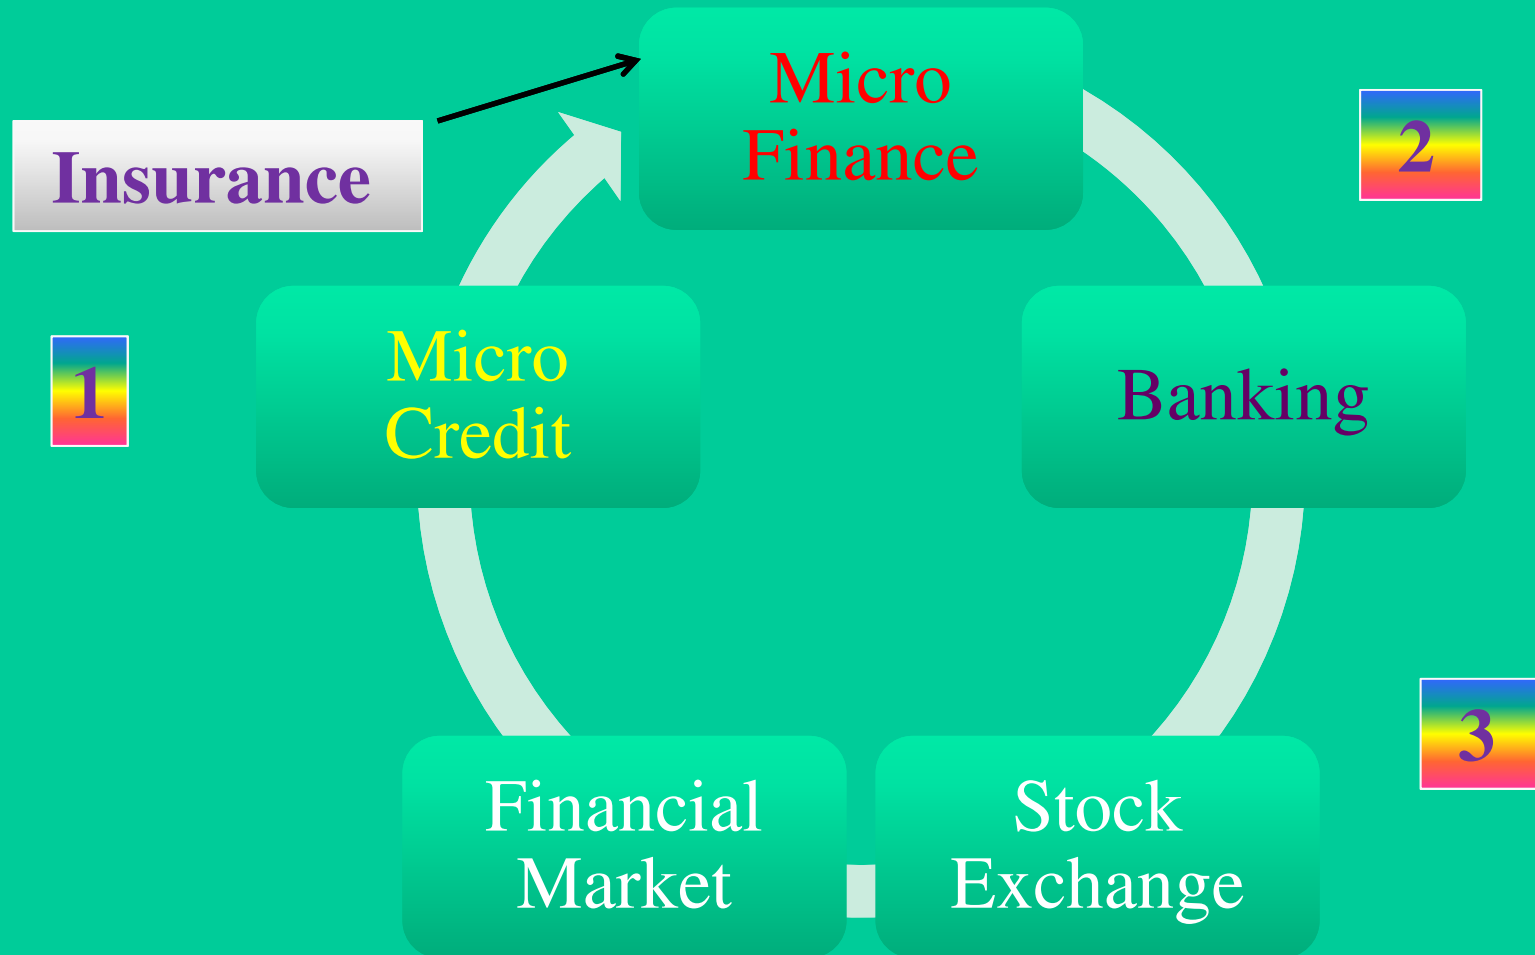 Micro
Finance
2
Insurance
1
Micro
Credit
Banking
3
Financial
Market
Stock
Exchange